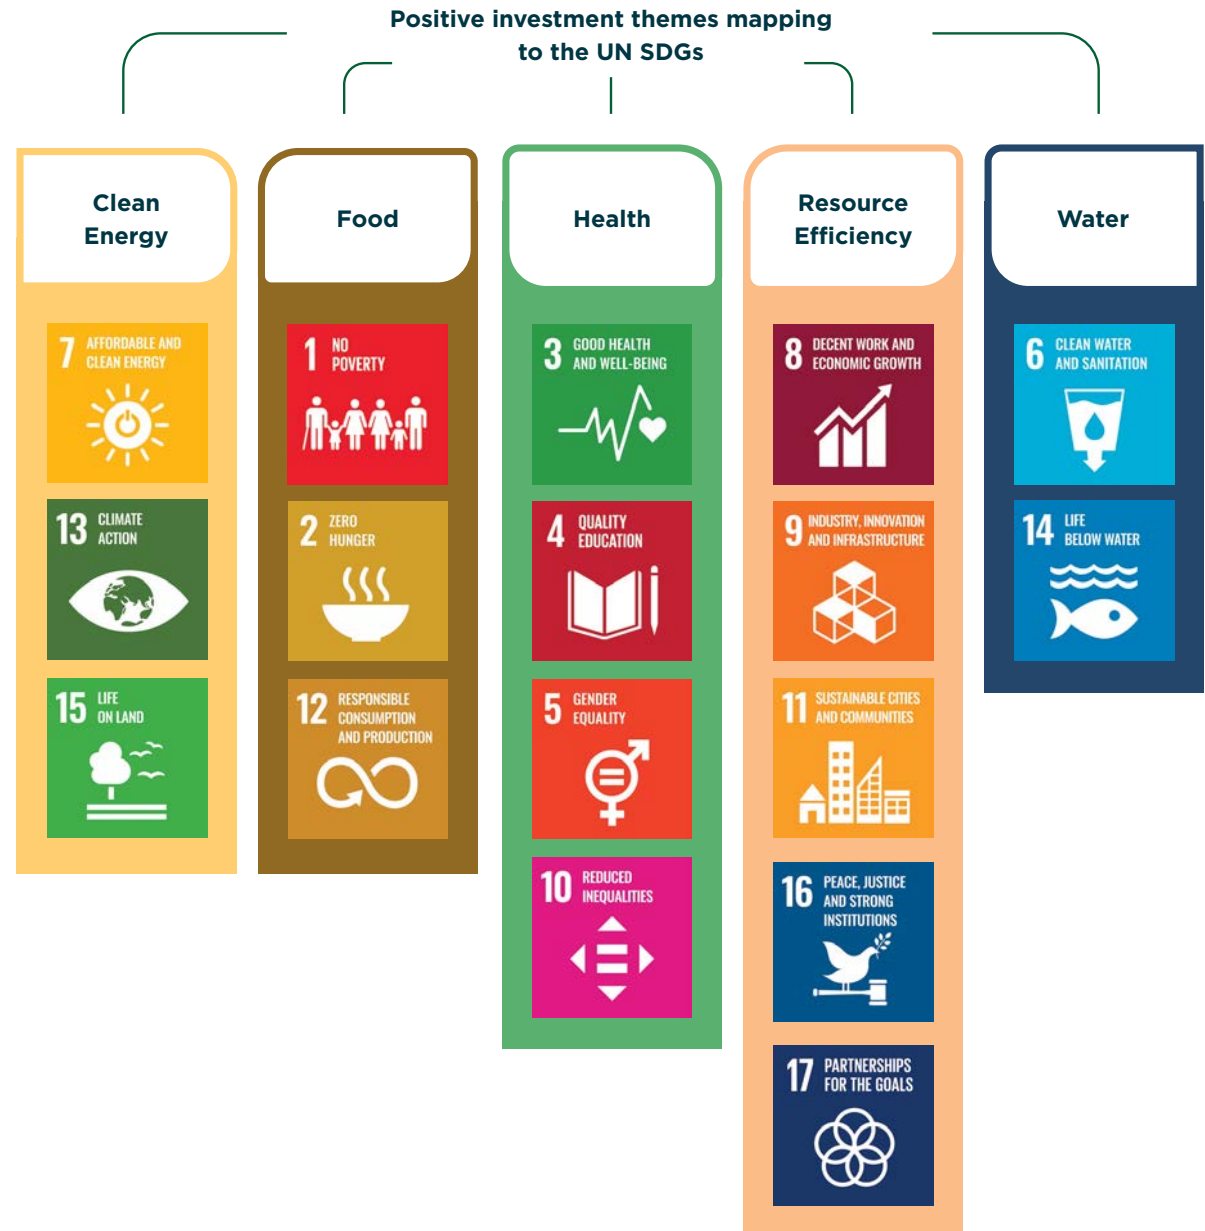 Positive investment themes mapping
to the UN SDGs
Clean
Energy
7 AFFORDABLE AND
CLEAN ENERGY
13 CLIMATE
ACTION
15 LIFE
ON LAND
Food
1 NO
POVERTY
2 ZERO
HUNGER
12 RESPONSIBLE
CONSUMPTION
AND PRODUCTION
Health
3 GOOD HEALTH
AND WELL-BEING
4 QUALITY
EDUCATION
5 GENDER
EQUALITY
10 REDUCED
INEQUALITIES
Resource
Efficiency
8 DECENT WORK AND
ECONOMIC GROWTH
9 INDUSTRY, INNOVATION
AND INFRASTRUCTURE
11 SUSTAINABLE CITIES
AND COMMUNITIES
16 PEACE, JUSTICE
AND STRONG
INSTITUTIONS
17 PARTNERSHIPS
FOR THE GOALS
Water
6 CLEAN WATER
AND SANITATION
14 LIFE
BELOW WATER